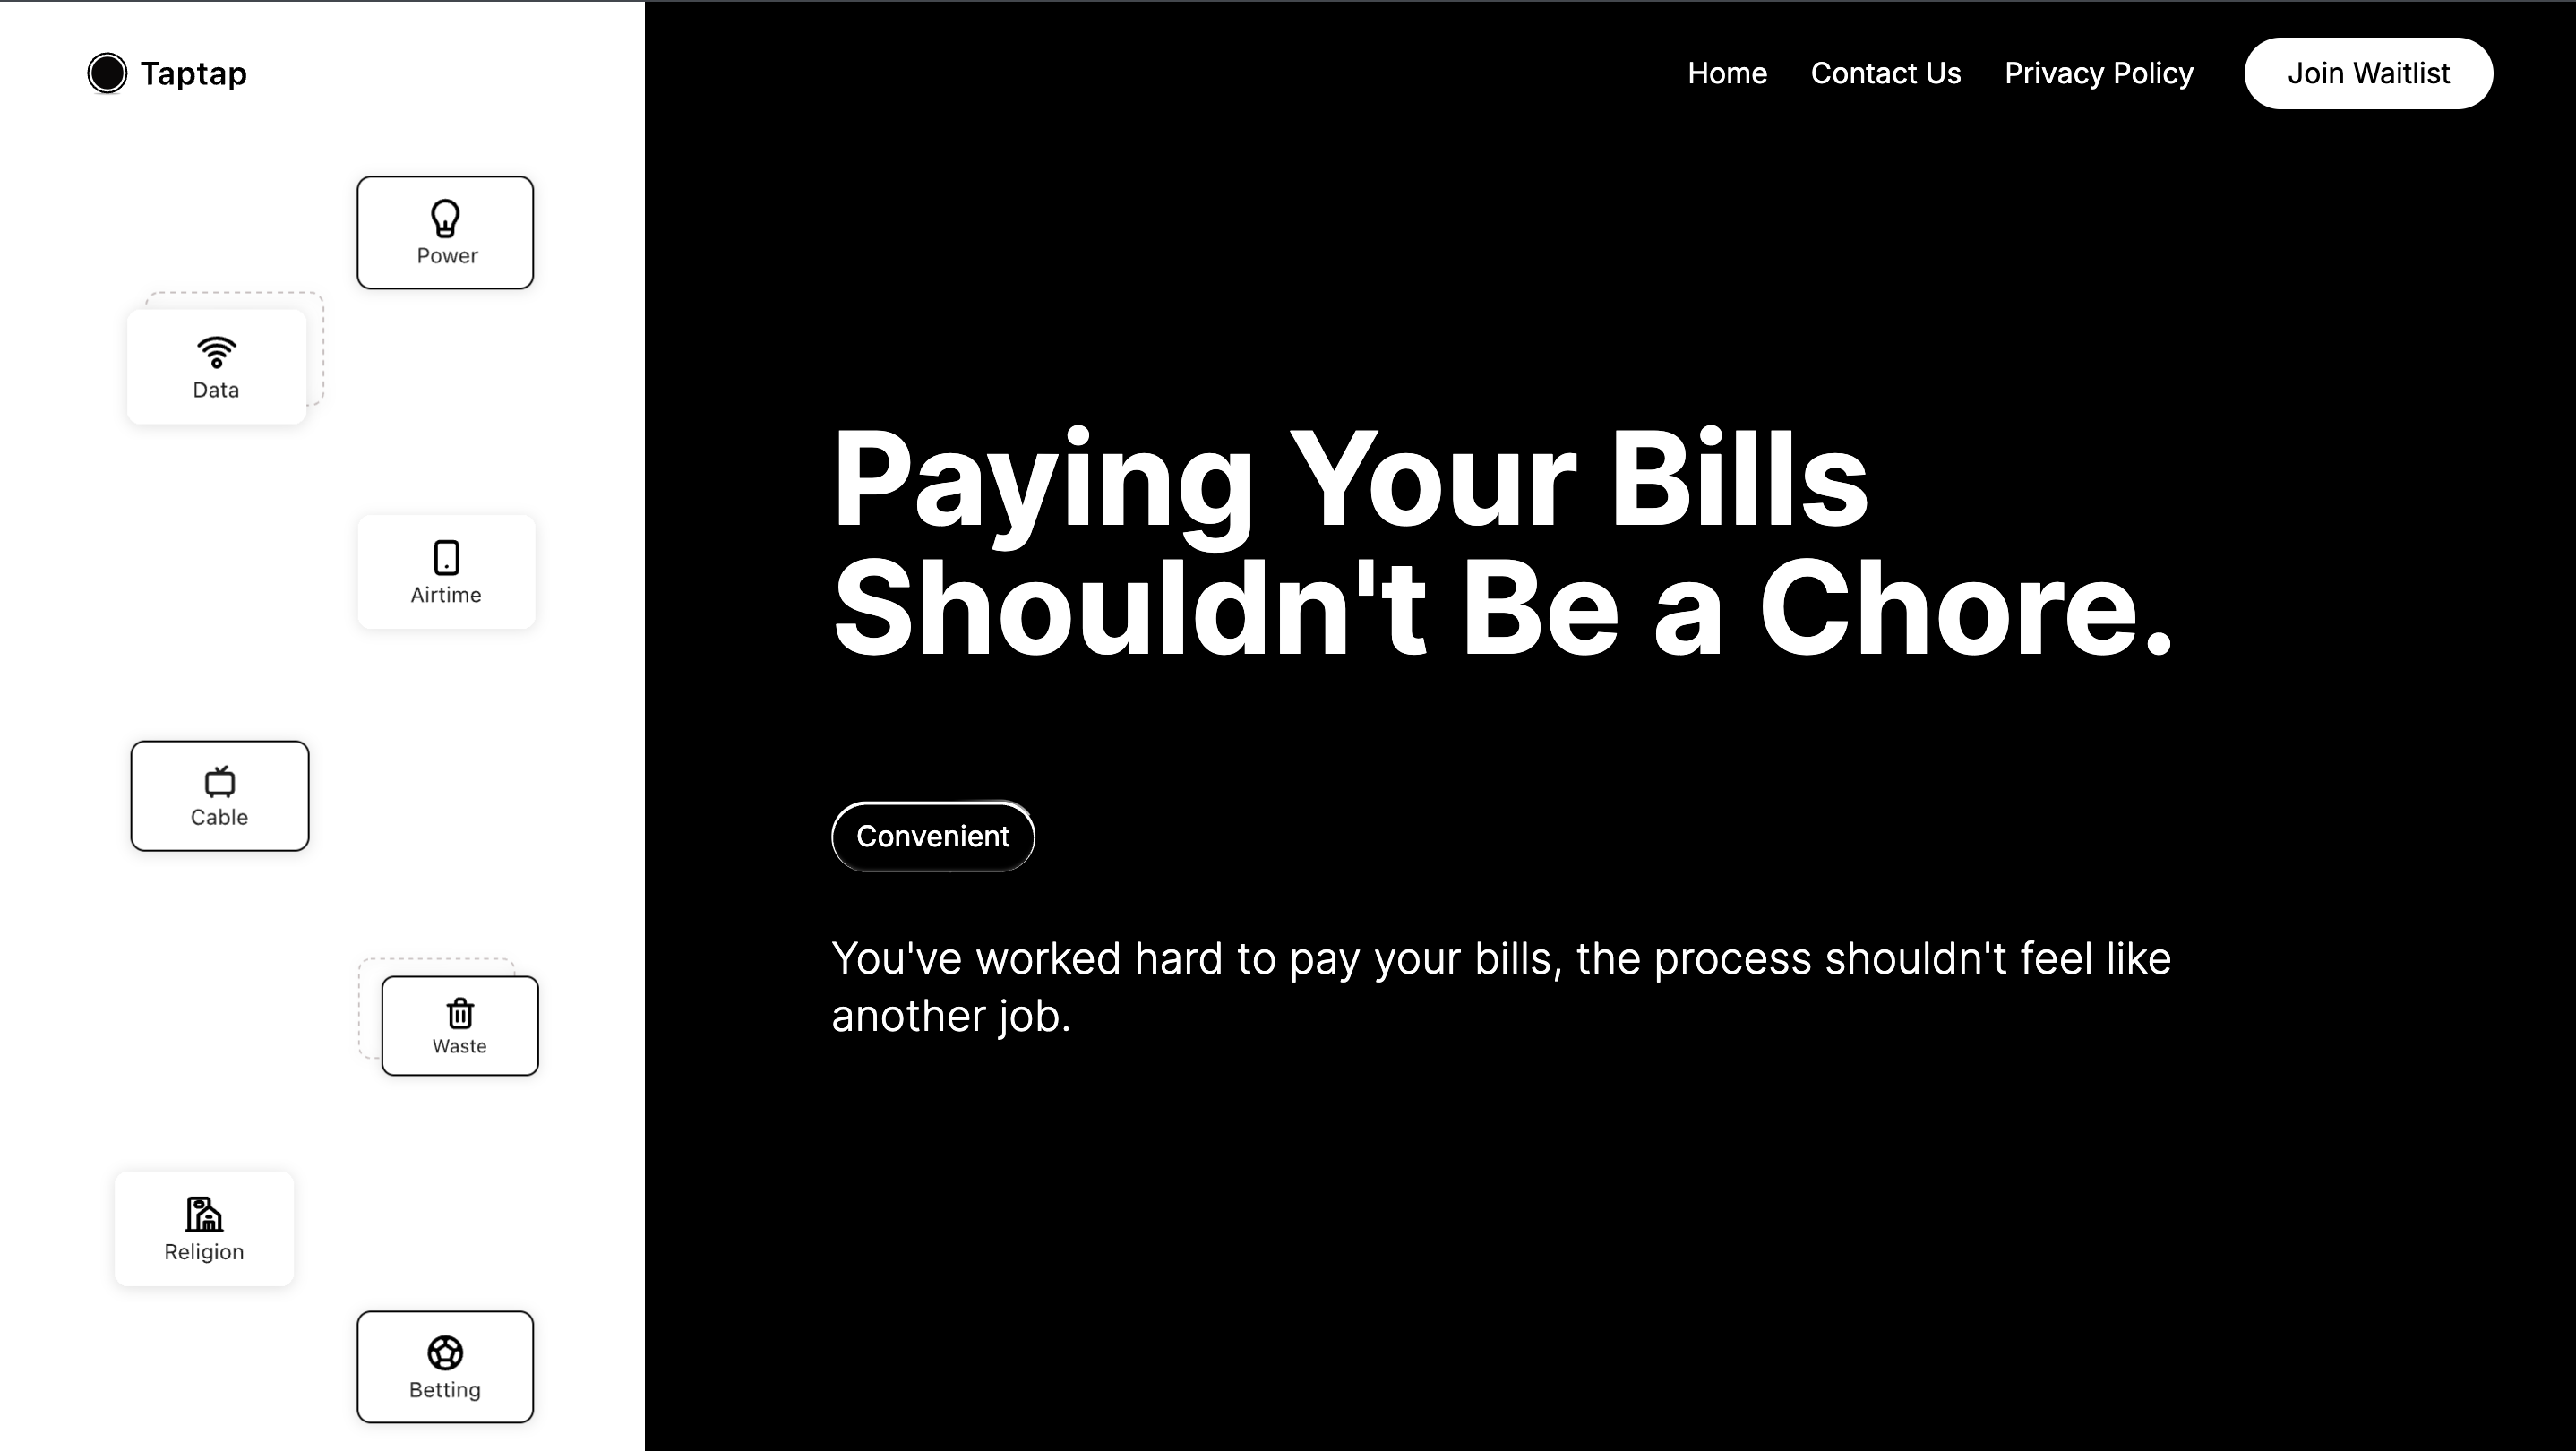 Taptap
Home
Contact Us
Privacy Policy
Join Waitlist
Power
Data
Airtime
Cable
Waste
Religion
Betting
Paying Your Bills
Shouldn't Be a Chore.
Convenient
You've worked hard to pay your bills, the process shouldn't feel like
another job.